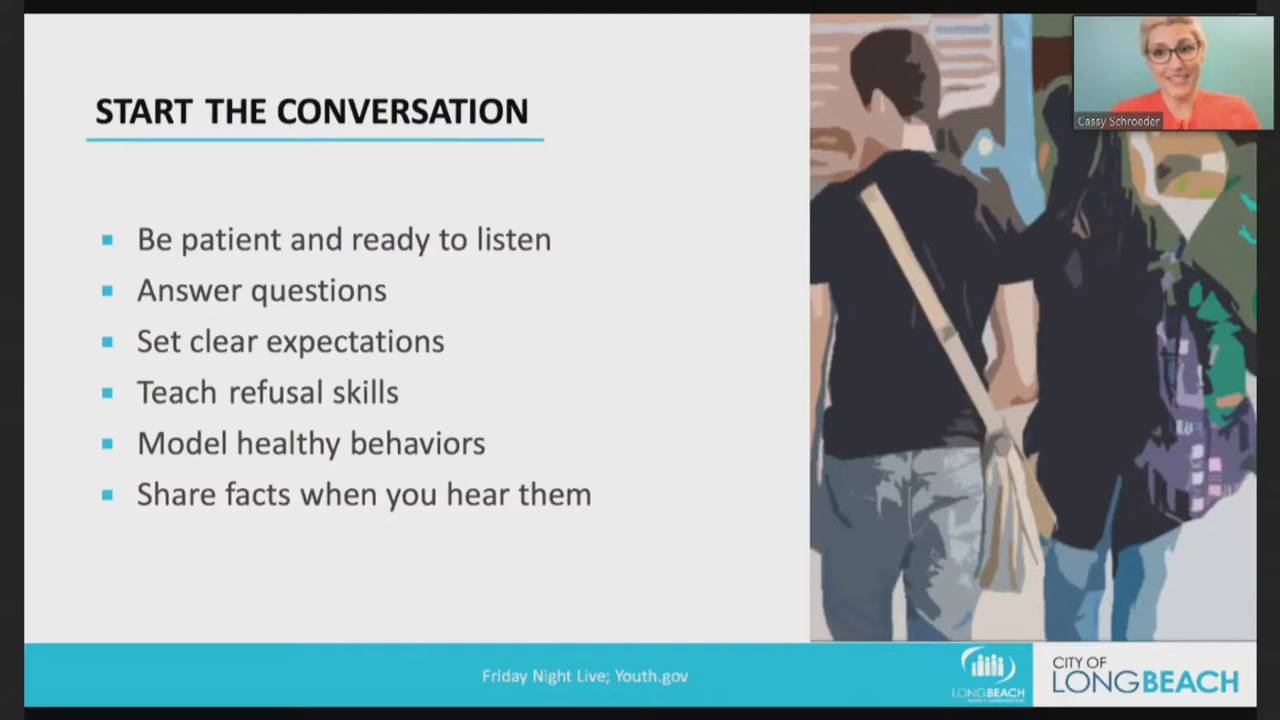 START THE CONVERSATION
Cassy Schroeder
Be patient and ready to listen
Answer questions
Set clear expectations
Teach refusal skills
Model healthy behaviors
Share facts when you hear them
Friday Night Live; Youth.gov
LONGBEACH
CITY OF
LONGBEACH